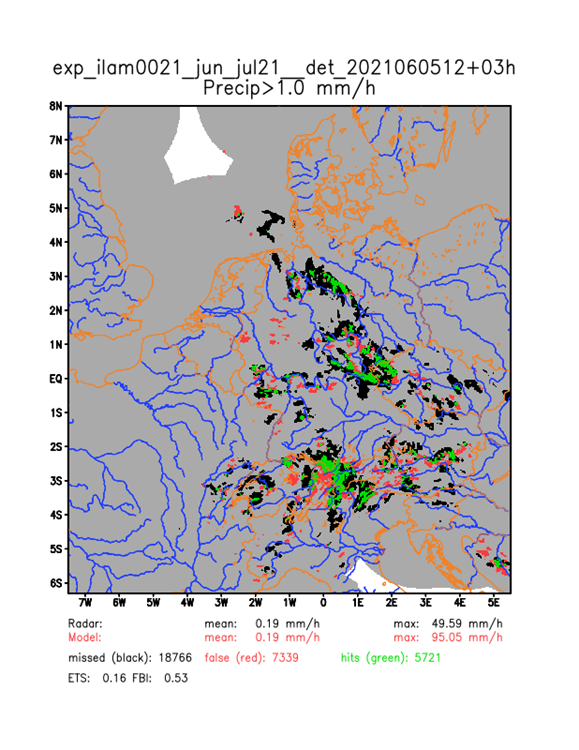 exp_ilam0021_jun_jul21__det_2021060512+03h
Precip>1.0 mm/h
8N
7N
6N
5N
4N
3N
2N
1N
EQ
1S
2S
3S
4S
5S
6S
7W 6W 5W 4W 3W 2W 1W 0 1E 2E 3E 4E 5E
Radar: mean: 0.19 mm/h max: 49.59 mm/h
Model: mean: 0.19 mm/h max: 95.05 mm/h
missed (black): 18766 false (red): 7339 hits (green): 5721
ETS: 0.16 FBI: 0.53